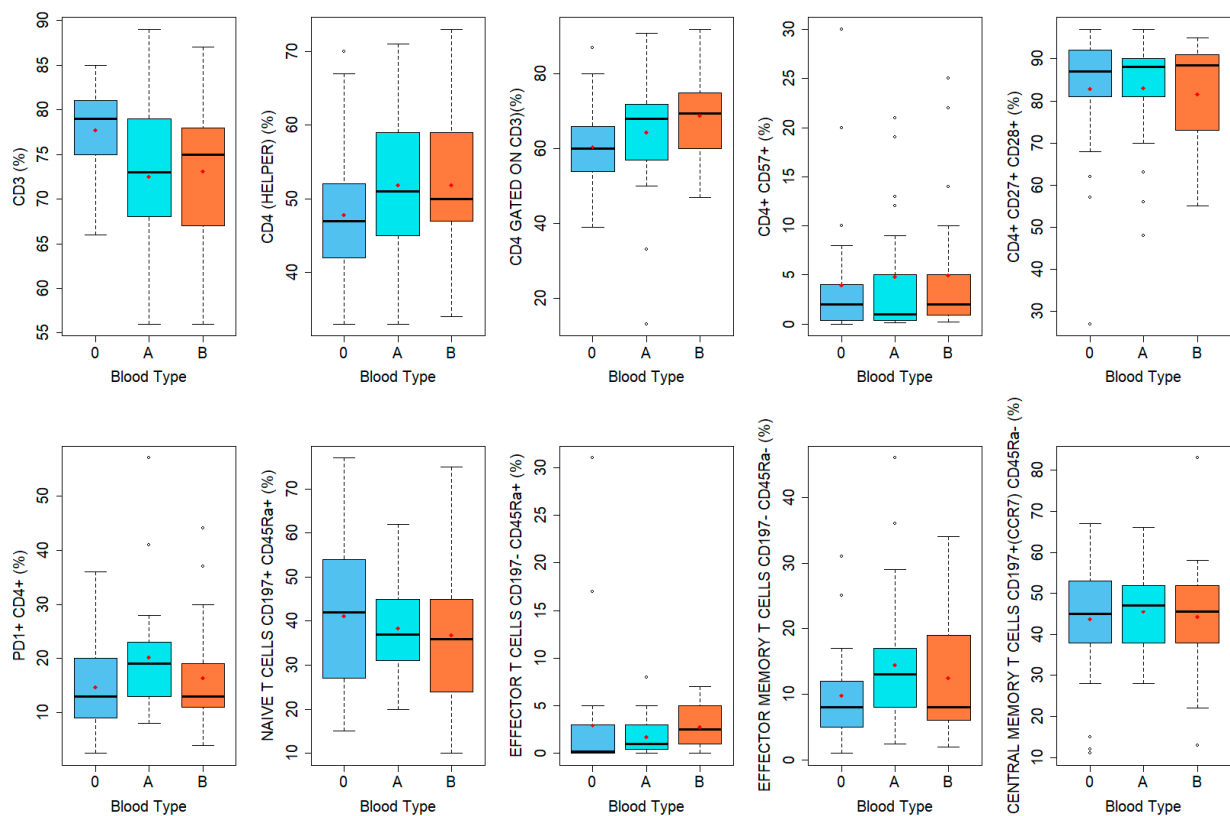 CD3 (%)
90
85
80
75
70
65
60
55
0 A B
Blood Type
CD4 (HELPER) (%)
70
60
50
40
0 A B
Blood Type
CD4 GATED ON CD3)(%)
80
60
40
20
0 A B
Blood Type
CD4+ CD57+ (%)
30
25
20
15
10
5
0
0 A B
Blood Type
CD4+ CD27+ CD28+ (%)
90
80
70
60
50
40
30
0 A B
Blood Type
PD1+ CD4+ (%)
50
40
30
20
10
0 A B
Blood Type
NAIVE T CELLS CD197+ CD45Ra+ (%)
70
60
50
40
30
20
10
0 A B
Blood Type
EFFECTOR T CELLS CD197- CD45Ra+ (%)
30
25
20
15
10
5
0
0 A B
Blood Type
EFFECTOR MEMORY T CELLS CD197- CD45Ra- (%)
40
30
20
10
0
0 A B
Blood Type
CENTRAL MEMORY T CELLS CD197+(CCR7) CD45Ra- (%)
80
70
60
50
40
30
20
10
0 A B
Blood Type